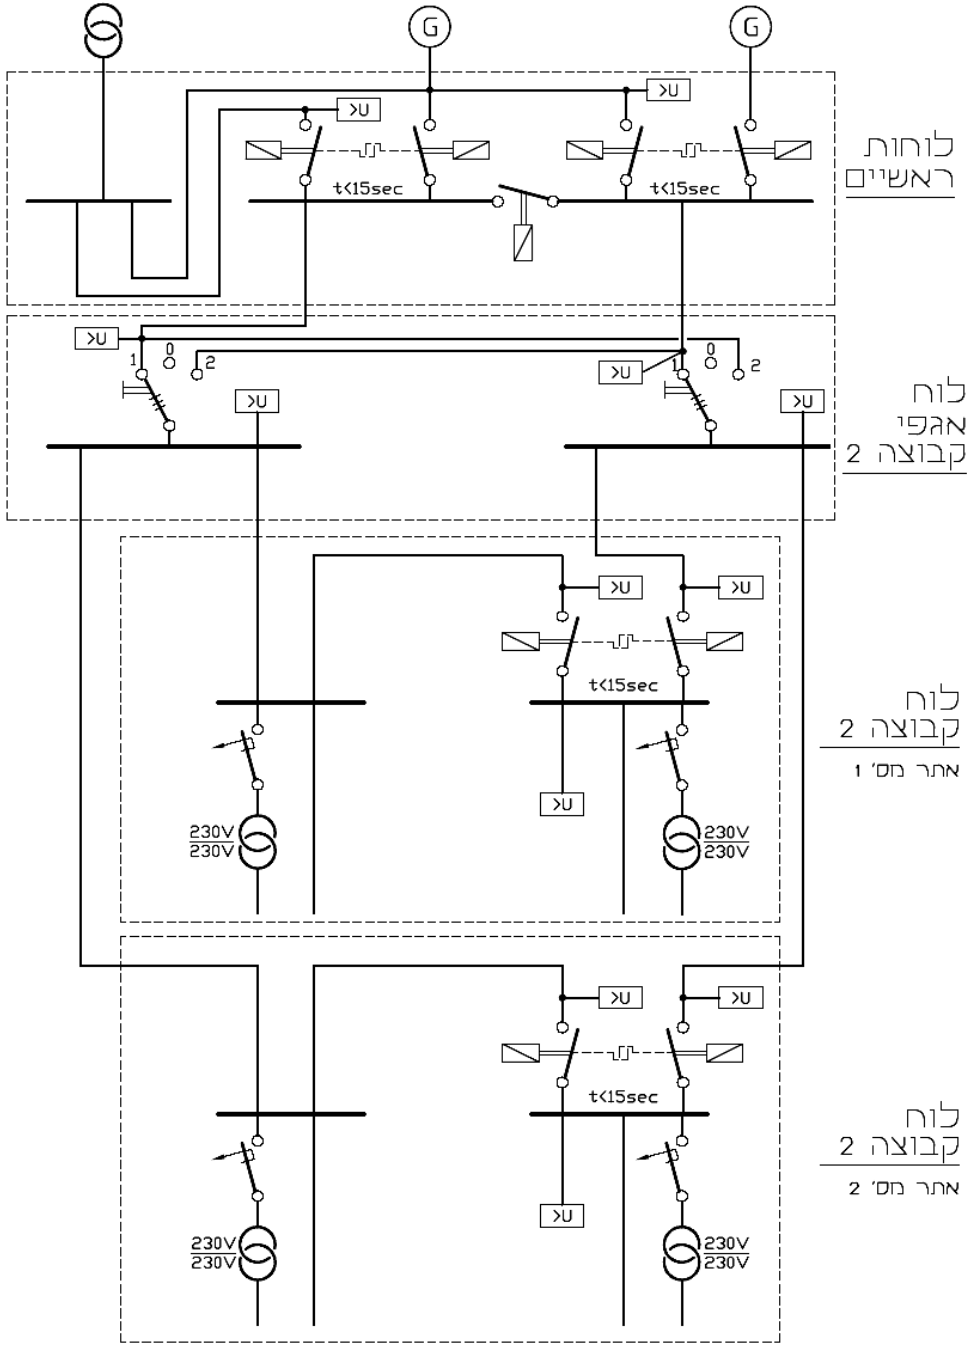 G
G
>U
>U
t<15sec
t<15sec
לוחות
ראשיים
>U
0
0
1
2
>U
1
2
>U
>U
לוח
אגפי
קבוצה 2
>U
>U
t<15sec
לוח
קבוצה 2
אתר מס' 1
>U
230V
230V
230V
230V
>U
>U
t<15sec
לוח
קבוצה 2
אתר מס' 2
>U
230V
230V
230V
230V